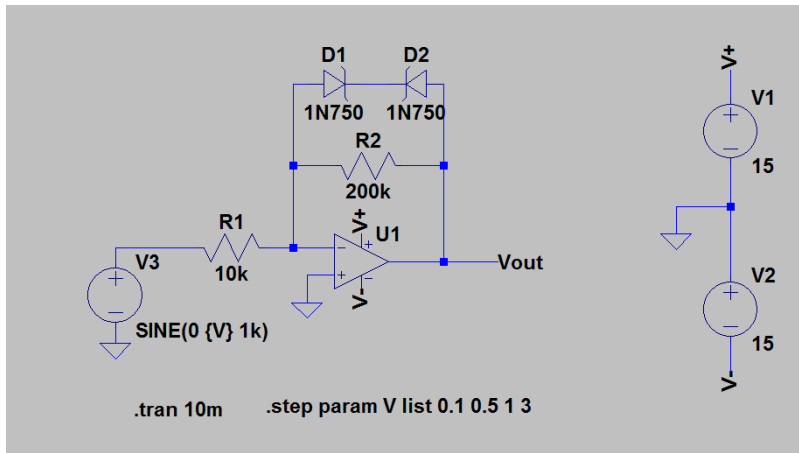 D1
D2
1N750
1N750
R2
200k
V+
U1
V-
R1
10k
V3
SINE(0 {V} 1k)
Vout
V+
V1
15
V2
15
V-
.tran 10m
.step param V list 0.1 0.5 1 3